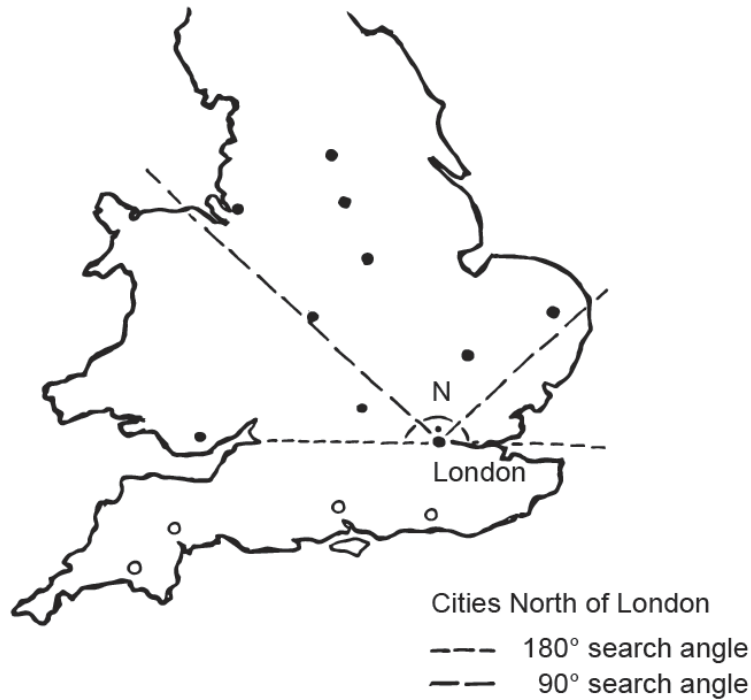 N
London
Cities North of London
180° search angle
90° search angle